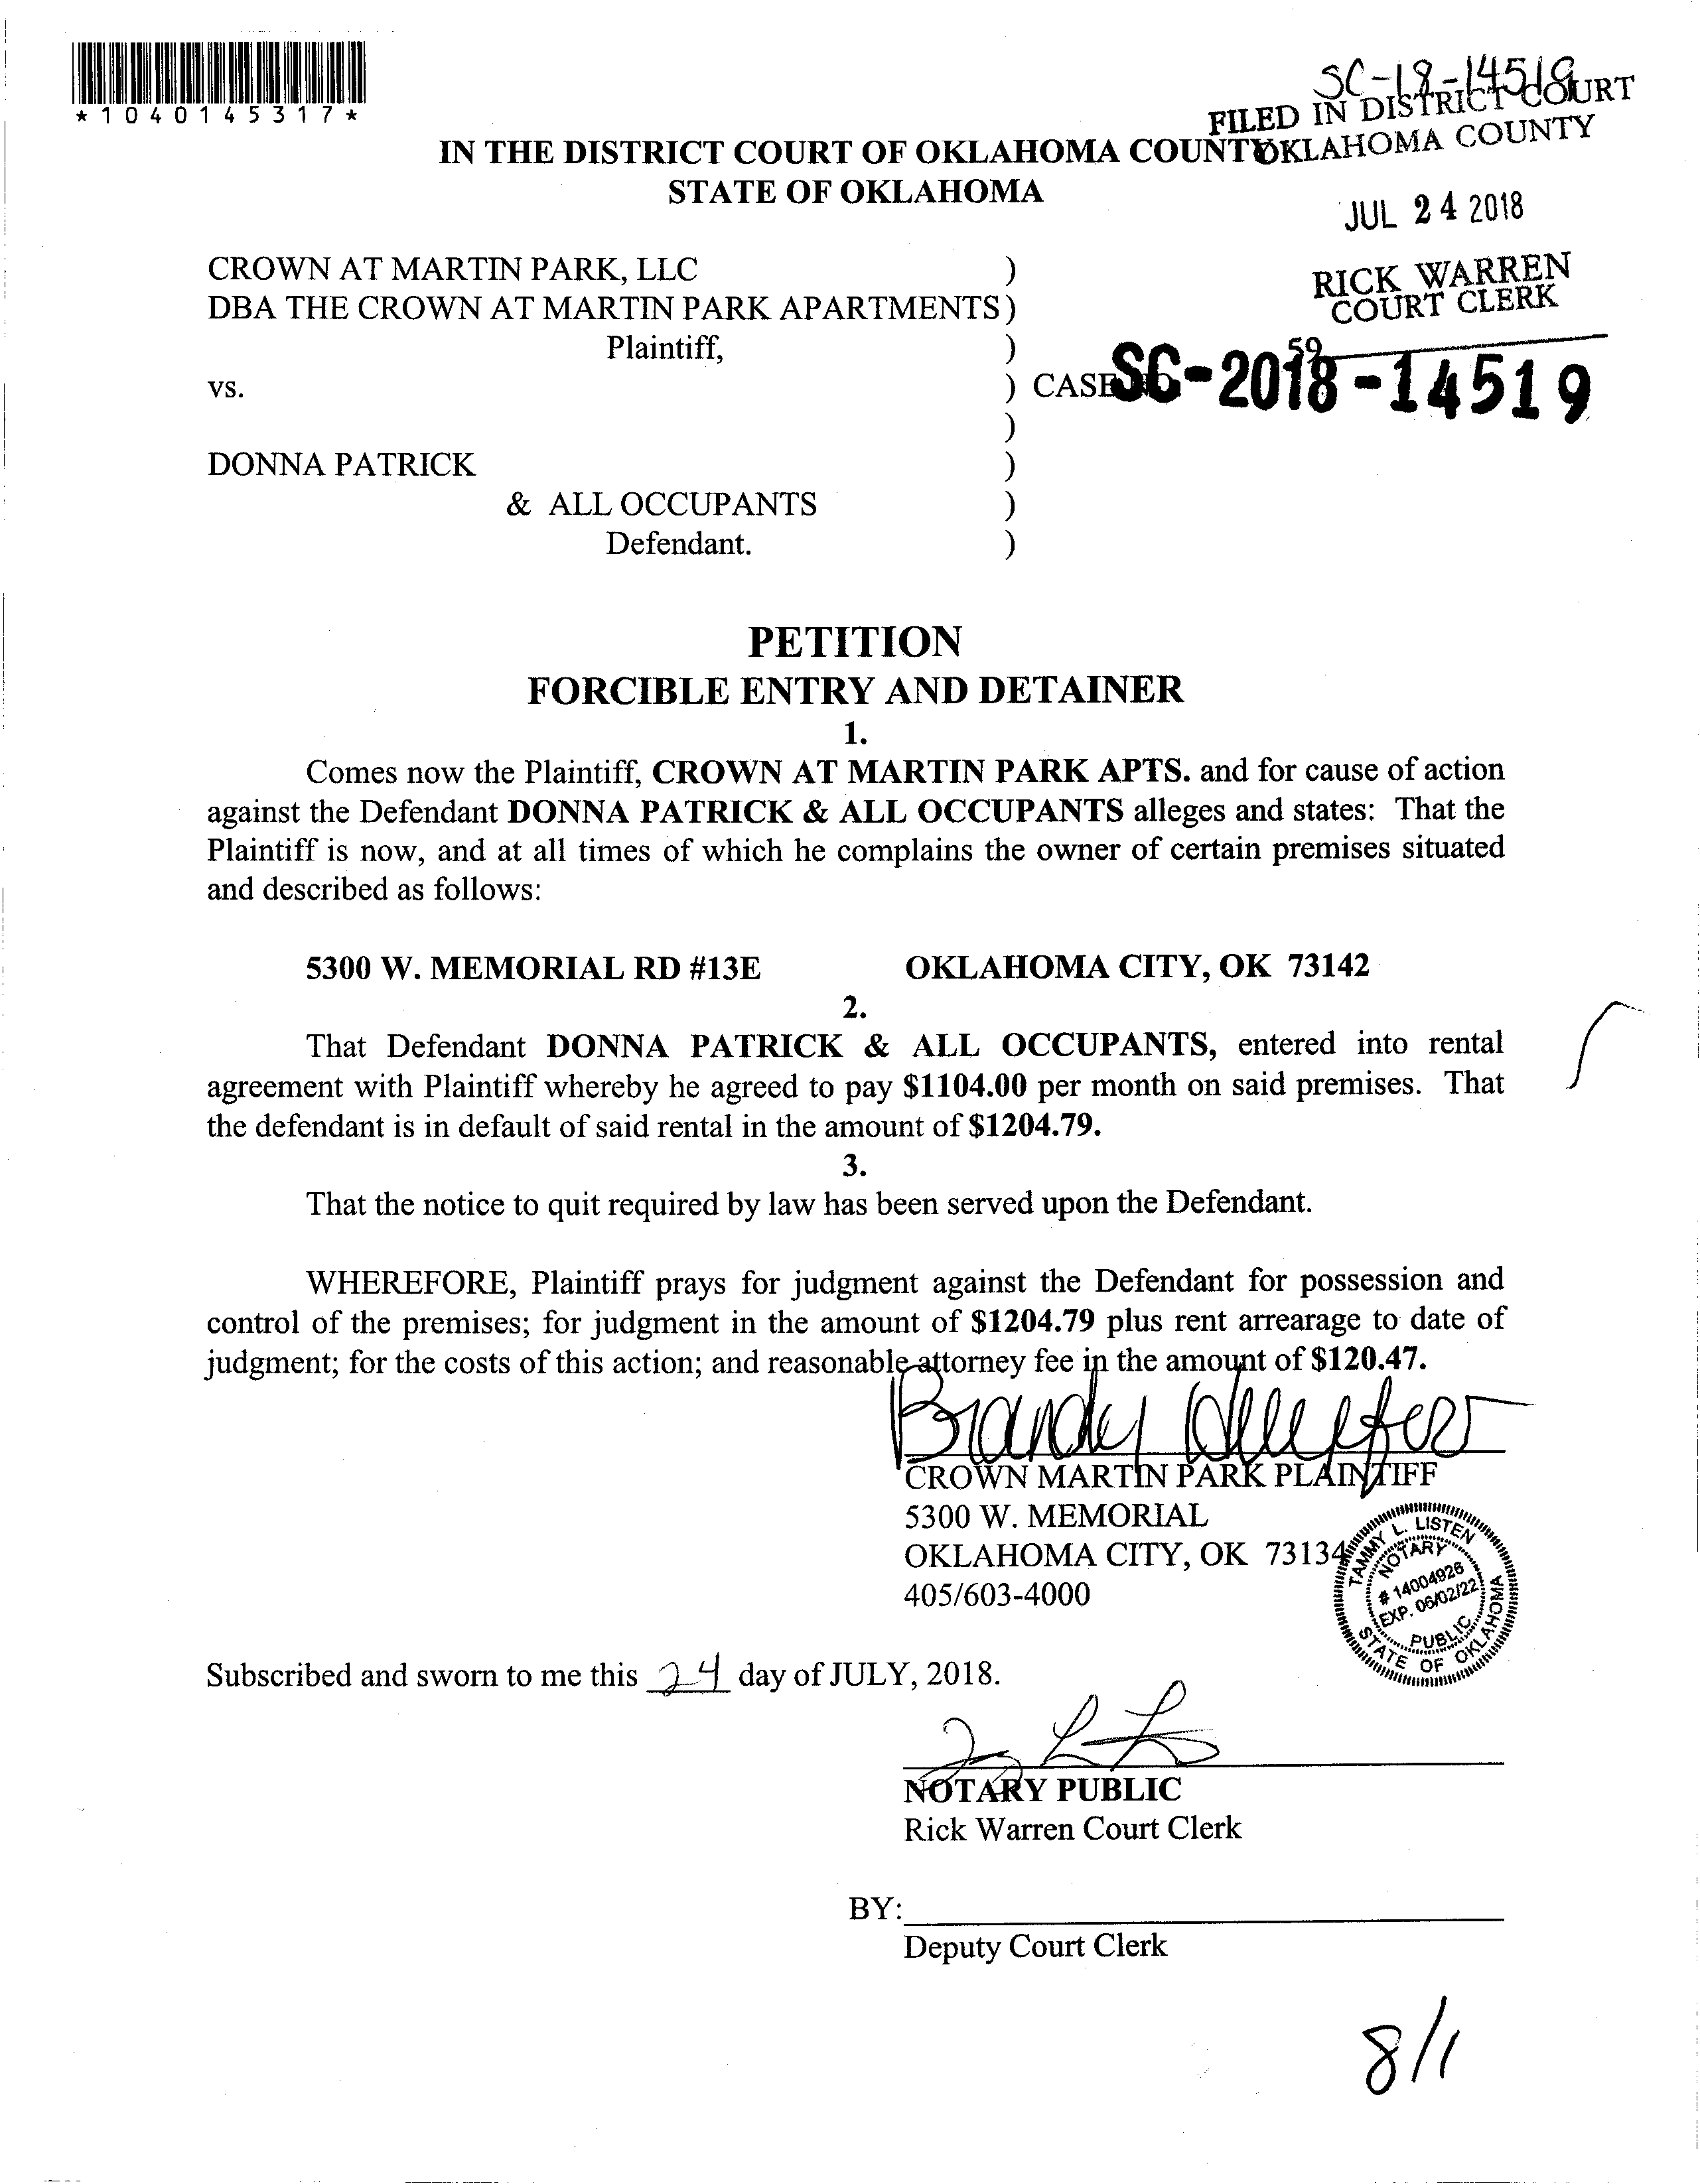 *1040145317*
SC-18-14519
FILED IN DISTRICT COURT
OKLAHOMA COUNTY
IN THE DISTRICT COURT OF OKLAHOMA COUNTY
STATE OF OKLAHOMA
JUL 24 2018
CROWN AT MARTIN PARK, LLC )
RICK WARREN
COURT CLERK
DBA THE CROWN AT MARTIN PARK APARTMENTS )
Plaintiff, )
59
vs. ) CASE NO. SC-2018-14519
)
DONNA PATRICK )
& ALL OCCUPANTS )
Defendant. )
PETITION
FORCIBLE ENTRY AND DETAINER
1.
Comes now the Plaintiff, CROWN AT MARTIN PARK APTS. and for cause of action
against the Defendant DONNA PATRICK & ALL OCCUPANTS alleges and states: That the
Plaintiff is now, and at all times of which he complains the owner of certain premises situated
and described as follows:
5300 W. MEMORIAL RD #13E OKLAHOMA CITY, OK 73142
2.
That Defendant DONNA PATRICK & ALL OCCUPANTS, entered into rental
agreement with Plaintiff whereby he agreed to pay $1104.00 per month on said premises. That
the defendant is in default of said rental in the amount of $1204.79.
3.
That the notice to quit required by law has been served upon the Defendant.
WHEREFORE, Plaintiff prays for judgment against the Defendant for possession and
control of the premises; for judgment in the amount of $1204.79 plus rent arrearage to date of
judgment; for the costs of this action; and reasonable attorney fee in the amount of $120.47.
Brandy
CROWN MARTIN PARK PLAINTIFF
5300 W. MEMORIAL
OKLAHOMA CITY, OK 73134
405/603-4000
TAMMY L. LISTEN
NOTARY
# 14004926
EXP. 06/02/22
PUBLIC
STATE OF OKLAHOMA
Subscribed and sworn to me this 24 day of JULY, 2018.
NOTARY PUBLIC
Rick Warren Court Clerk
BY:
Deputy Court Clerk
8/1